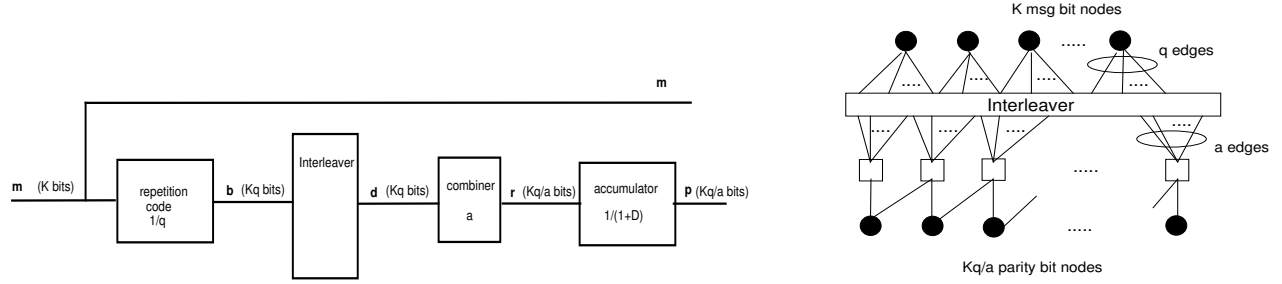 m
m (K bits)
repetition
code
1/q
b (Kq bits)
Interleaver
d (Kq bits)
combiner
a
r (Kq/a bits)
accumulator
1/(1+D)
p (Kq/a bits)
K msg bit nodes
.....
q edges
.... .... .... ....
Interleaver
.... .... .... ....
a edges
.....
.....
Kq/a parity bit nodes